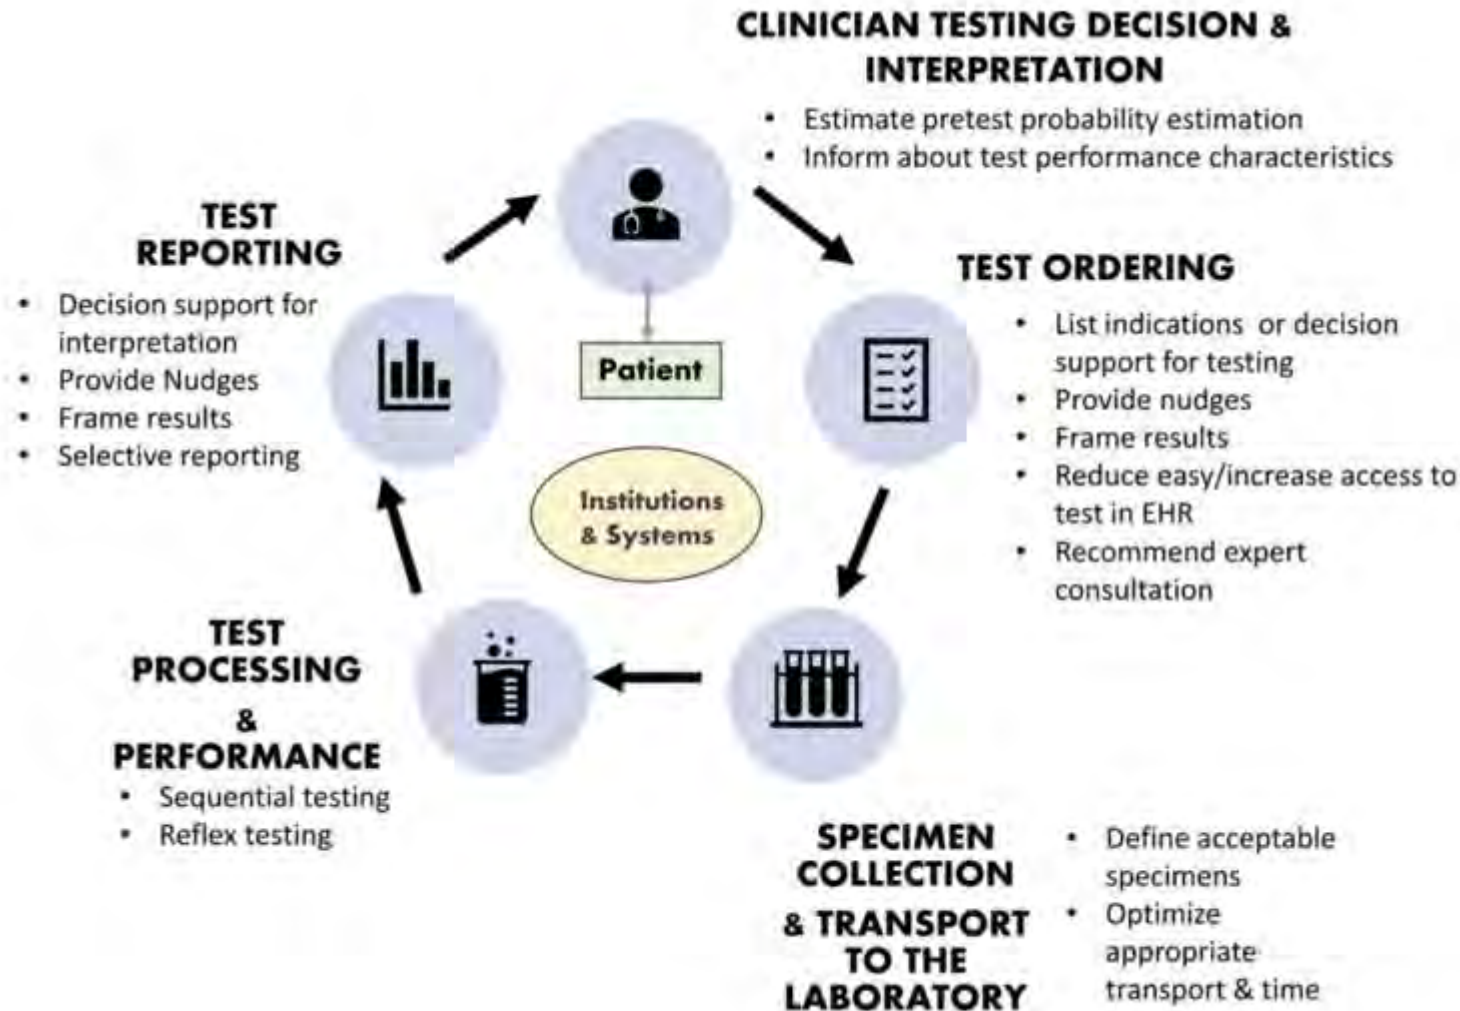 CLINICIAN TESTING DECISION &
INTERPRETATION
• Estimate pretest probability estimation
• Inform about test performance characteristics
TEST ORDERING
• List indications or decision
support for testing
• Provide nudges
• Frame results
• Reduce easy/increase access to
test in EHR
• Recommend expert
consultation
SPECIMEN
COLLECTION
& TRANSPORT
TO THE
LABORATORY
• Define acceptable
specimens
• Optimize
appropriate
transport & time
TEST
PROCESSING
&
PERFORMANCE
• Sequential testing
• Reflex testing
TEST
REPORTING
• Decision support for
interpretation
• Provide Nudges
• Frame results
• Selective reporting
Patient
Institutions
& Systems